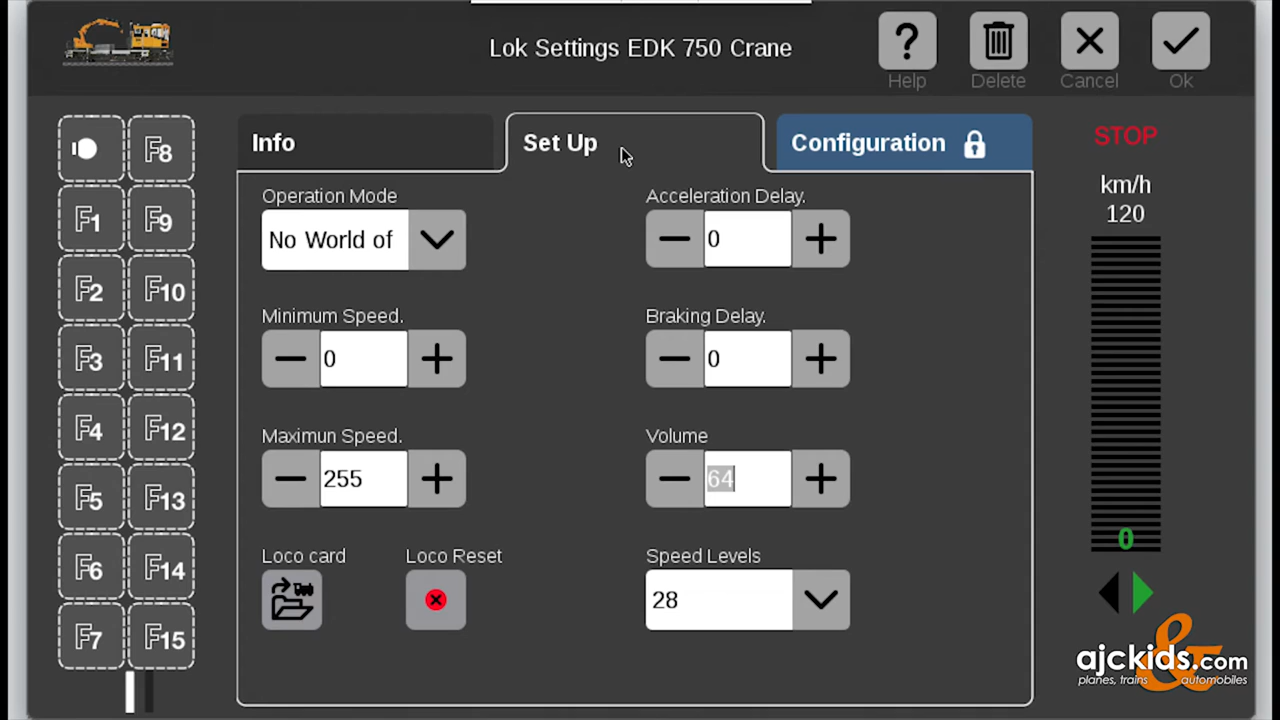 Lok Settings EDK 750 Crane
Help
Delete
Cancel
Ok
Info
Set Up
Configuration
STOP
km/h
120
F8
F1
F9
F2
F10
F3
F11
F4
F12
F5
F13
F6
F14
F7
F15
Operation Mode
No World of
Acceleration Delay.
0
Minimum Speed.
0
Braking Delay.
0
Maximun Speed.
255
Volume
64
Loco card
Loco Reset
Speed Levels
28
0
&
ajckids.com
planes, trains automobiles